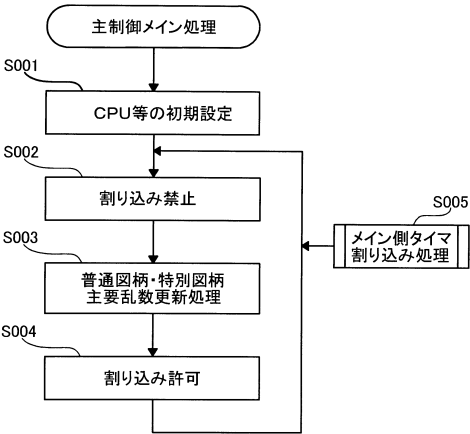 主制御メイン処理
S001
CPU等の初期設定
S002
割り込み禁止
S005
メイン側タイマ
割り込み処理
S003
普通図柄・特別図柄
主要乱数更新処理
S004
割り込み許可